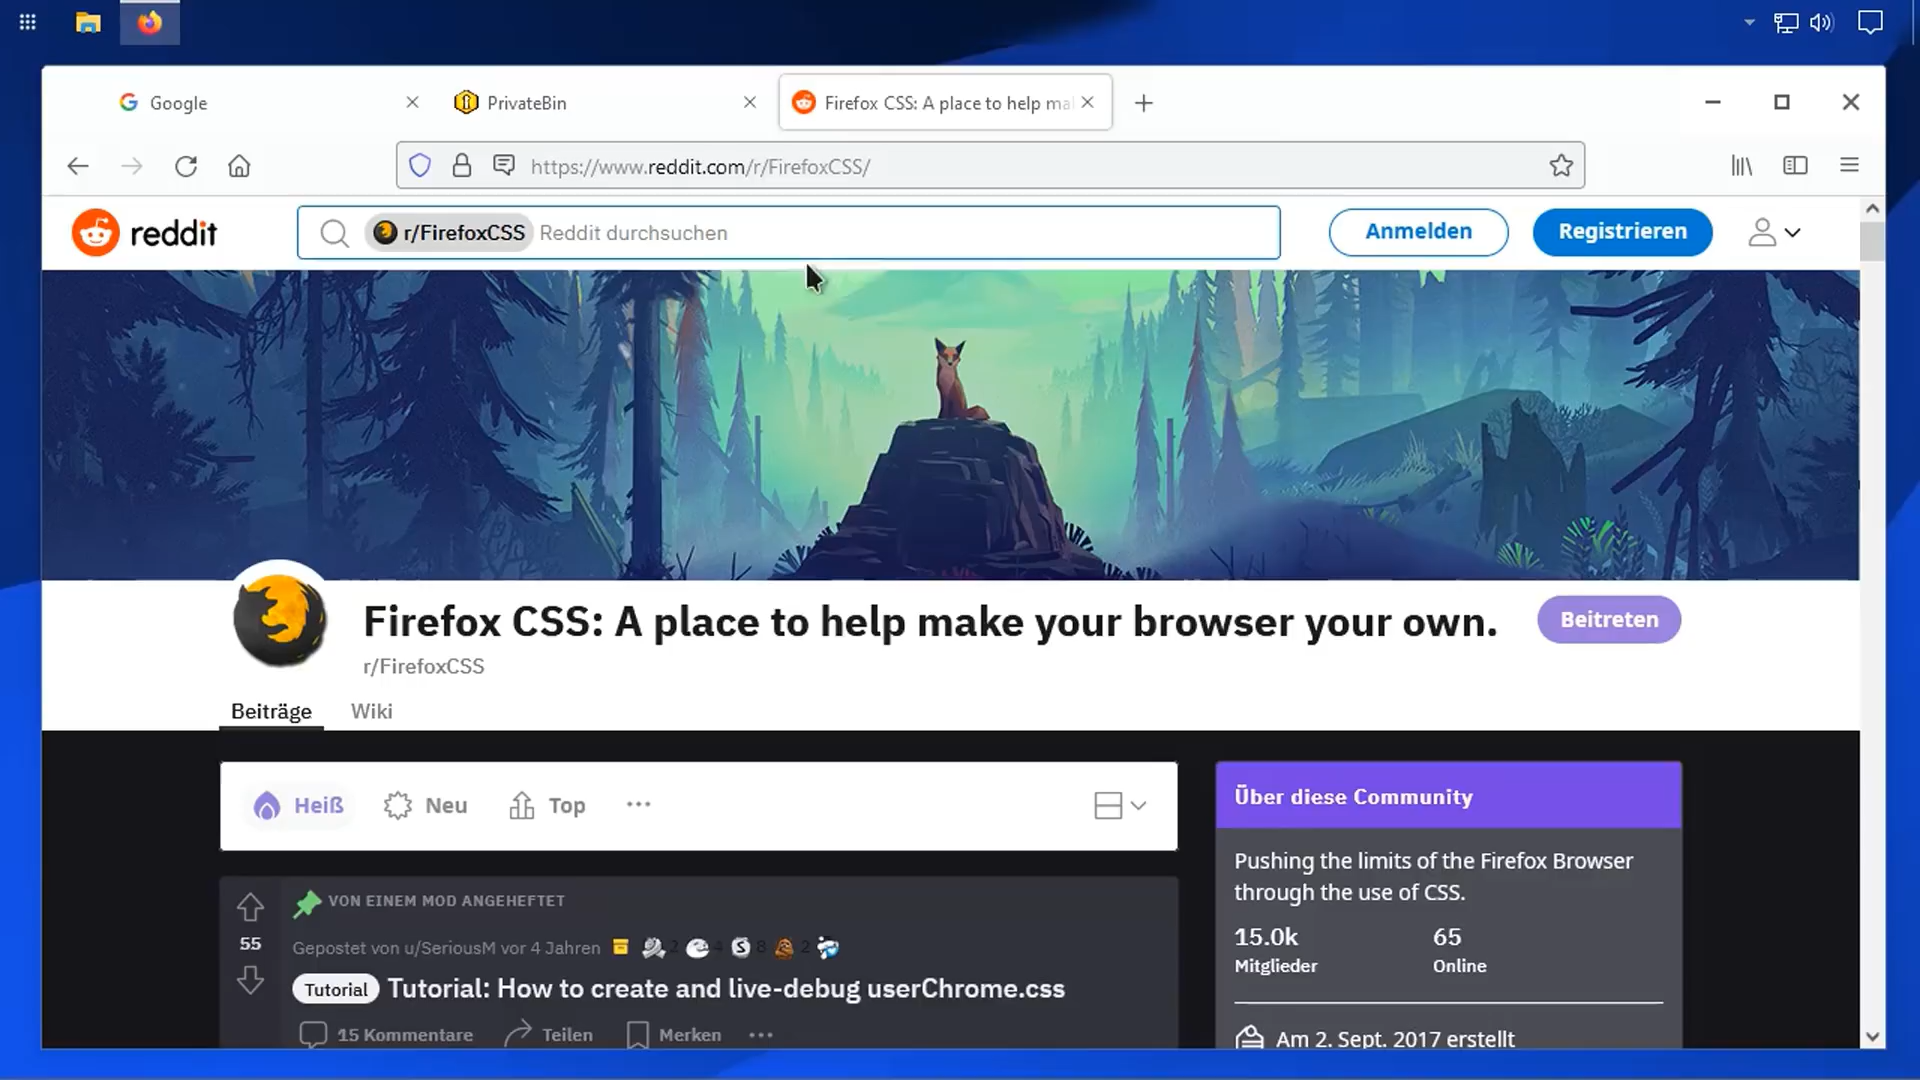 Google
PrivateBin
Firefox CSS: A place to help ma
https://www.reddit.com/r/FirefoxCSS/
reddit
r/FirefoxCSS Reddit durchsuchen
Anmelden
Registrieren
Firefox CSS: A place to help make your browser your own.
Beitreten
r/FirefoxCSS
Beiträge
Wiki
Heiß
Neu
Top
VON EINEM MOD ANGEHEFTET
55
Gepostet von u/SeriousM vor 4 Jahren 2 4 8 2
Tutorial Tutorial: How to create and live-debug userChrome.css
15 Kommentare
Teilen
Merken
Über diese Community
Pushing the limits of the Firefox Browser
through the use of CSS.
15.0k
Mitglieder
65
Online
Am 2. Sept. 2017 erstellt